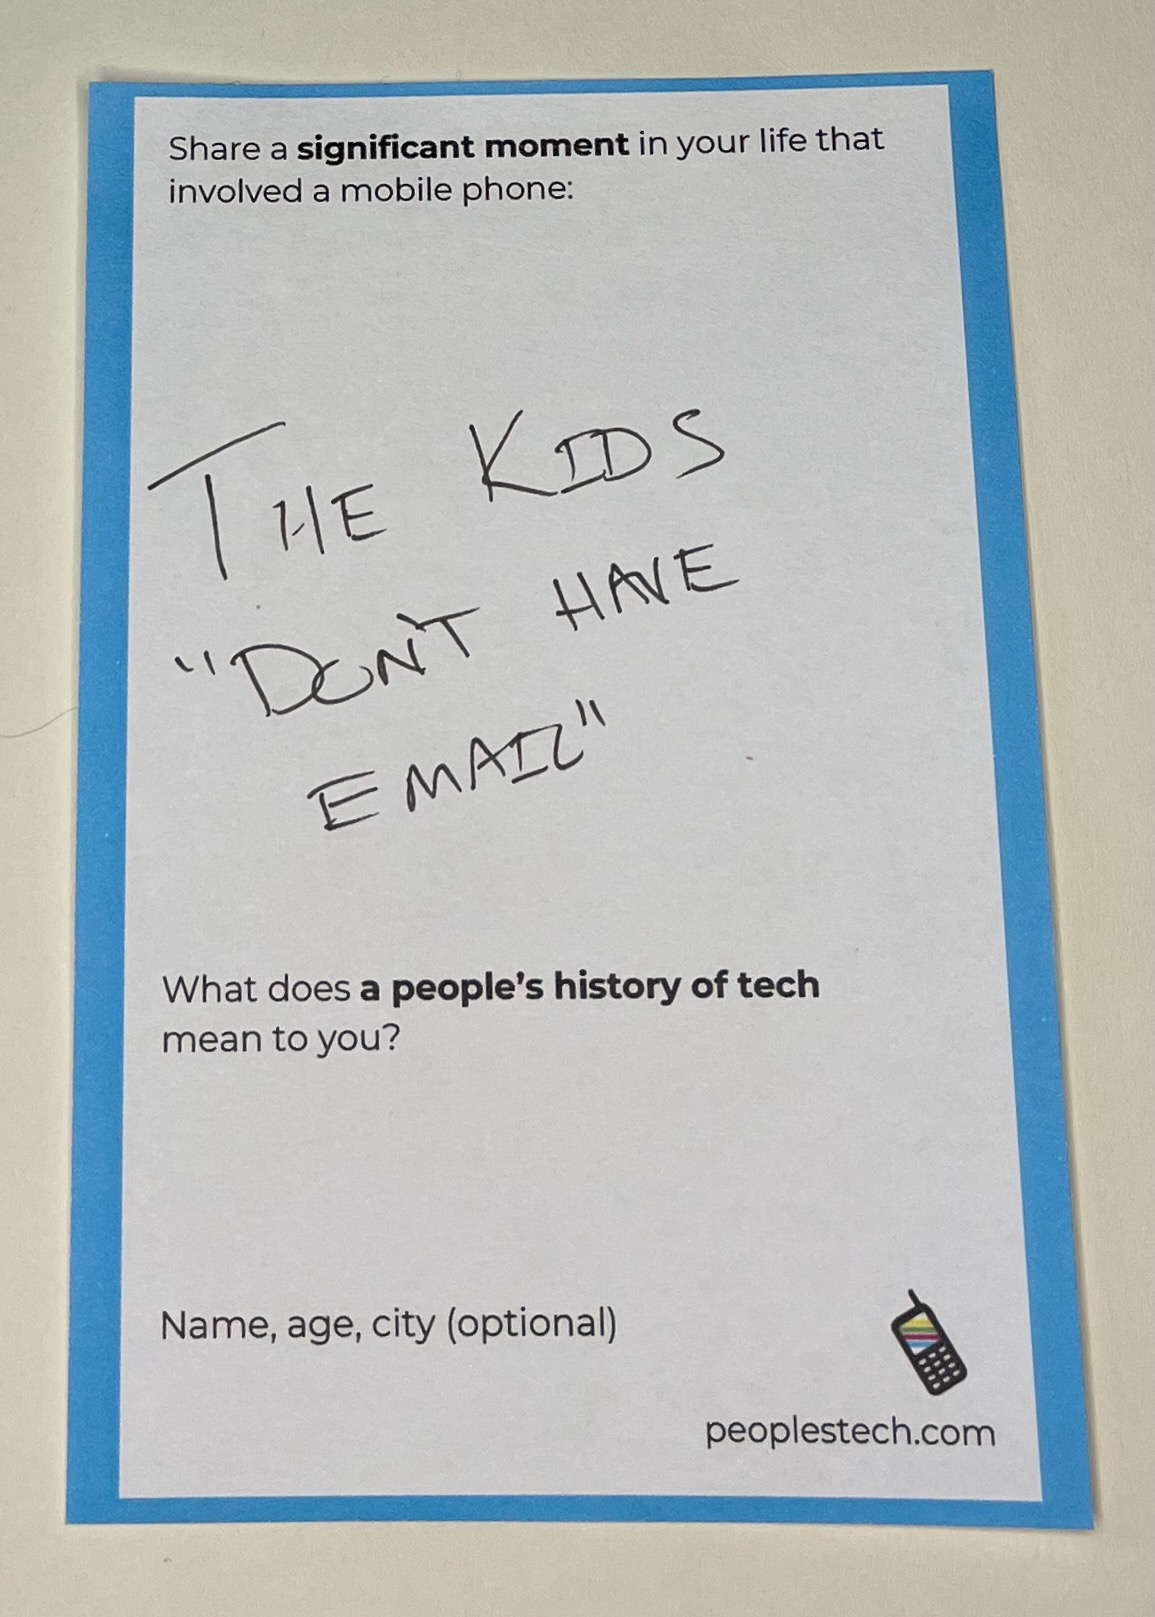 Share a significant moment in your life that
involved a mobile phone:
THE KIDS
"DON'T HAVE
EMAIL"
What does a people's history of tech
mean to you?
Name, age, city (optional)
peoplestech.com